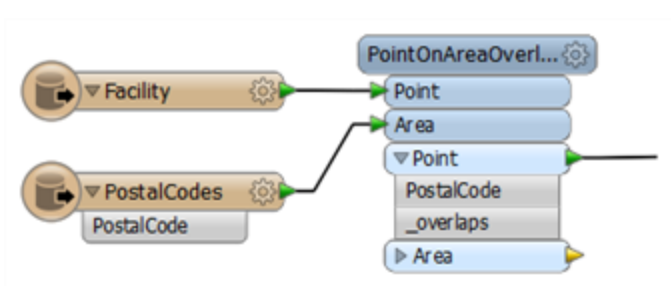 PointOnAreaOverl...
Facility
Point
Area
Point
PostalCodes
PostalCode
PostalCode
_overlaps
Area